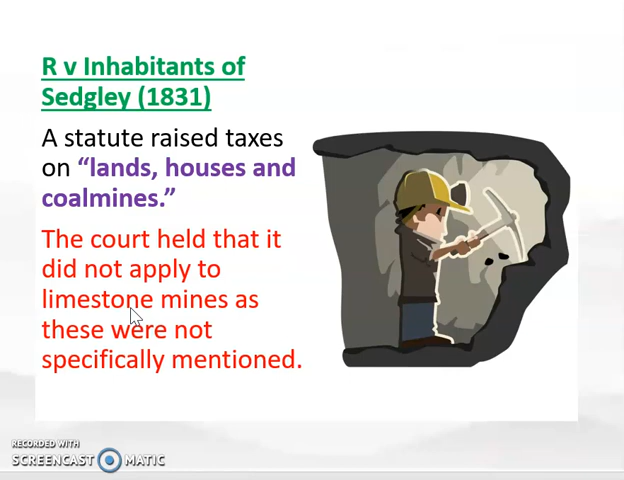 R v Inhabitants of
Sedgley (1831)
A statute raised taxes
on “lands, houses and
coalmines.”
The court held that it
did not apply to
limestone mines as
these were not
specifically mentioned.
RECORDED WITH
SCREENCAST MATIC